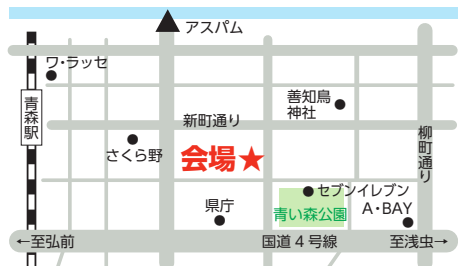 アスパム
ワ・ラッセ
青森駅
善知鳥
神社
新町通り
柳町通り
さくら野
会場★
セブンイレブン
県庁
青い森公園
A・BAY
←至弘前
国道4号線
至浅虫→